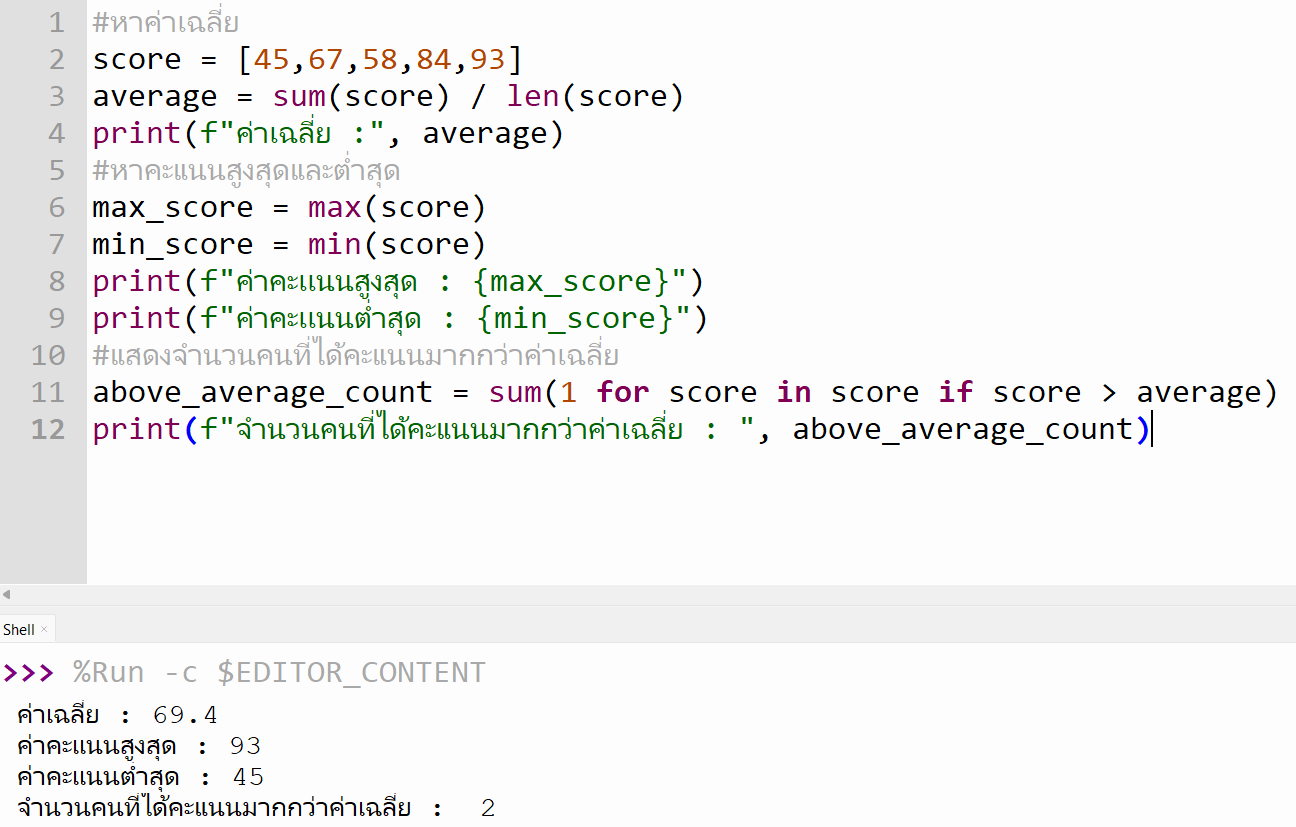 1 #หาค่าเฉลี่ย
2 score = [45,67,58,84,93]
3 average = sum(score) / len(score)
4 print(f"ค่าเฉลี่ย :", average)
5 #หาคะแนนสูงสุดและต่ำสุด
6 max_score = max(score)
7 min_score = min(score)
8 print(f"ค่าคะแนนสูงสุด : {max_score}")
9 print(f"ค่าคะแนนต่ำสุด : {min_score}")
10 #แสดงจำนวนคนที่ได้คะแนนมากกว่าค่าเฉลี่ย
11 above_average_count = sum(1 for score in score if score > average)
12 print(f"จำนวนคนที่ได้คะแนนมากกว่าค่าเฉลี่ย : ", above_average_count)
Shell ×
>>> %Run -c $EDITOR_CONTENT
ค่าเฉลี่ย : 69.4
ค่าคะแนนสูงสุด : 93
ค่าคะแนนต่ำสุด : 45
จำนวนคนที่ได้คะแนนมากกว่าค่าเฉลี่ย :  2